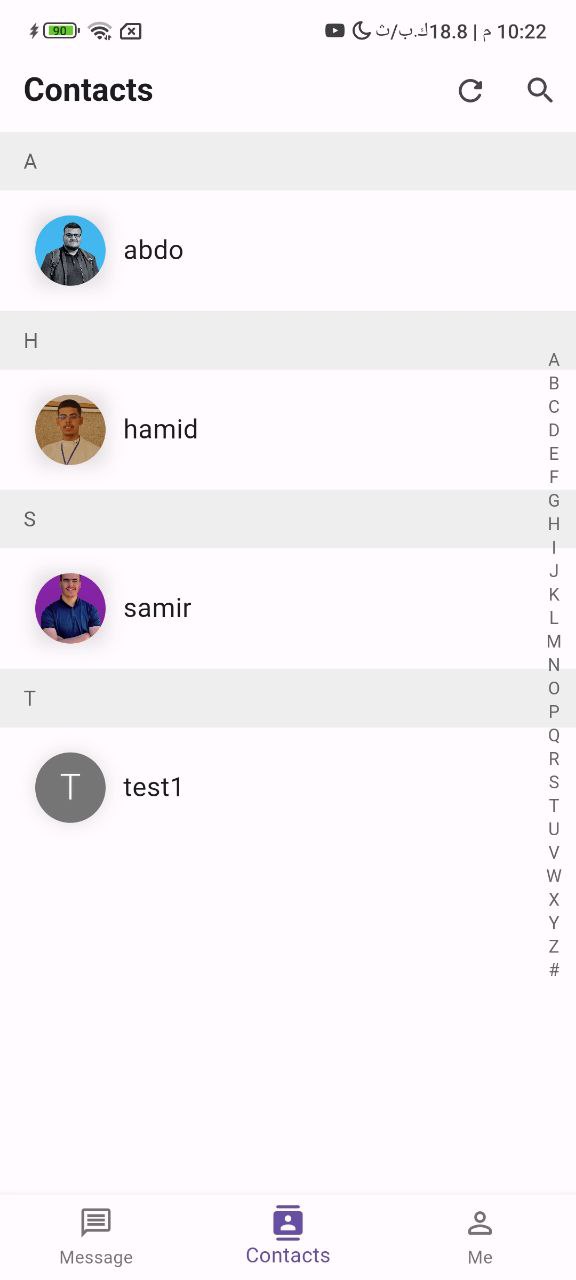 90 18.8ك.ب/ث | م 10:22
Contacts
A
abdo
H
hamid
S
samir
T
T test1
A
B
C
D
E
F
G
H
I
J
K
L
M
N
O
P
Q
R
S
T
U
V
W
X
Y
Z
#
Message Contacts Me